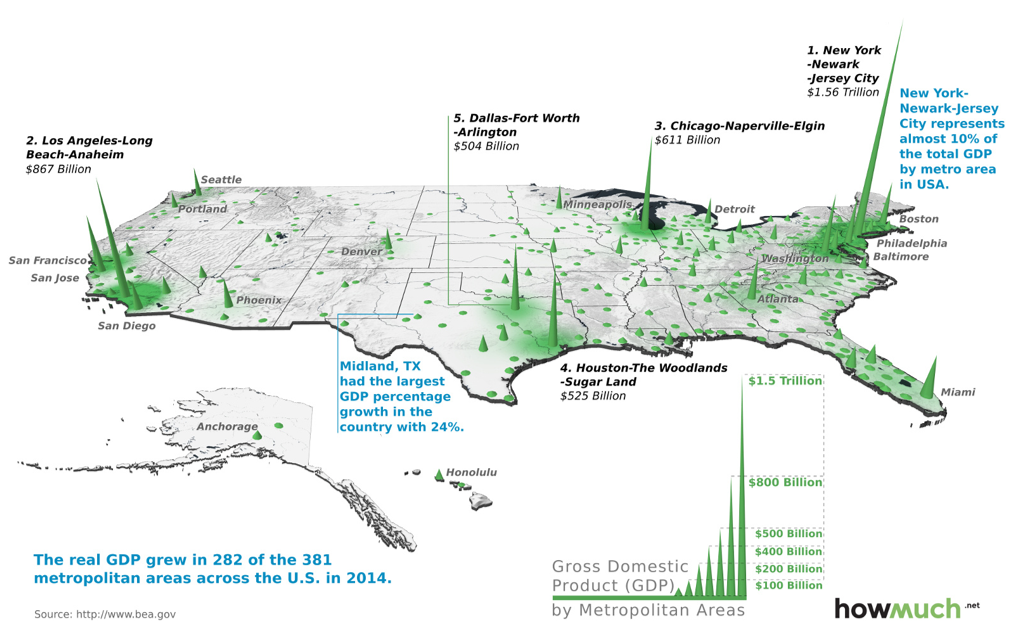 1. New York
-Newark
-Jersey City
$1.56 Trillion
New York-
Newark-Jersey
City represents
almost 10% of
the total GDP
by metro area
in USA.
5. Dallas-Fort Worth
-Arlington
$504 Billion
3. Chicago-Naperville-Elgin
$611 Billion
2. Los Angeles-Long
Beach-Anaheim
$867 Billion
Seattle
Portland
Minneapolis
Detroit
Boston
Philadelphia
Baltimore
Washington
Denver
San Francisco
San Jose
Phoenix
Atlanta
San Diego
Midland, TX
had the largest
GDP percentage
growth in the
country with 24%.
4. Houston-The Woodlands
-Sugar Land
$525 Billion
Miami
Anchorage
Honolulu
$1.5 Trillion
$800 Billion
$500 Billion
$400 Billion
$200 Billion
$100 Billion
Gross Domestic
Product (GDP)
by Metropolitan Areas
The real GDP grew in 282 of the 381
metropolitan areas across the U.S. in 2014.
Source: http://www.bea.gov
howmuch.net